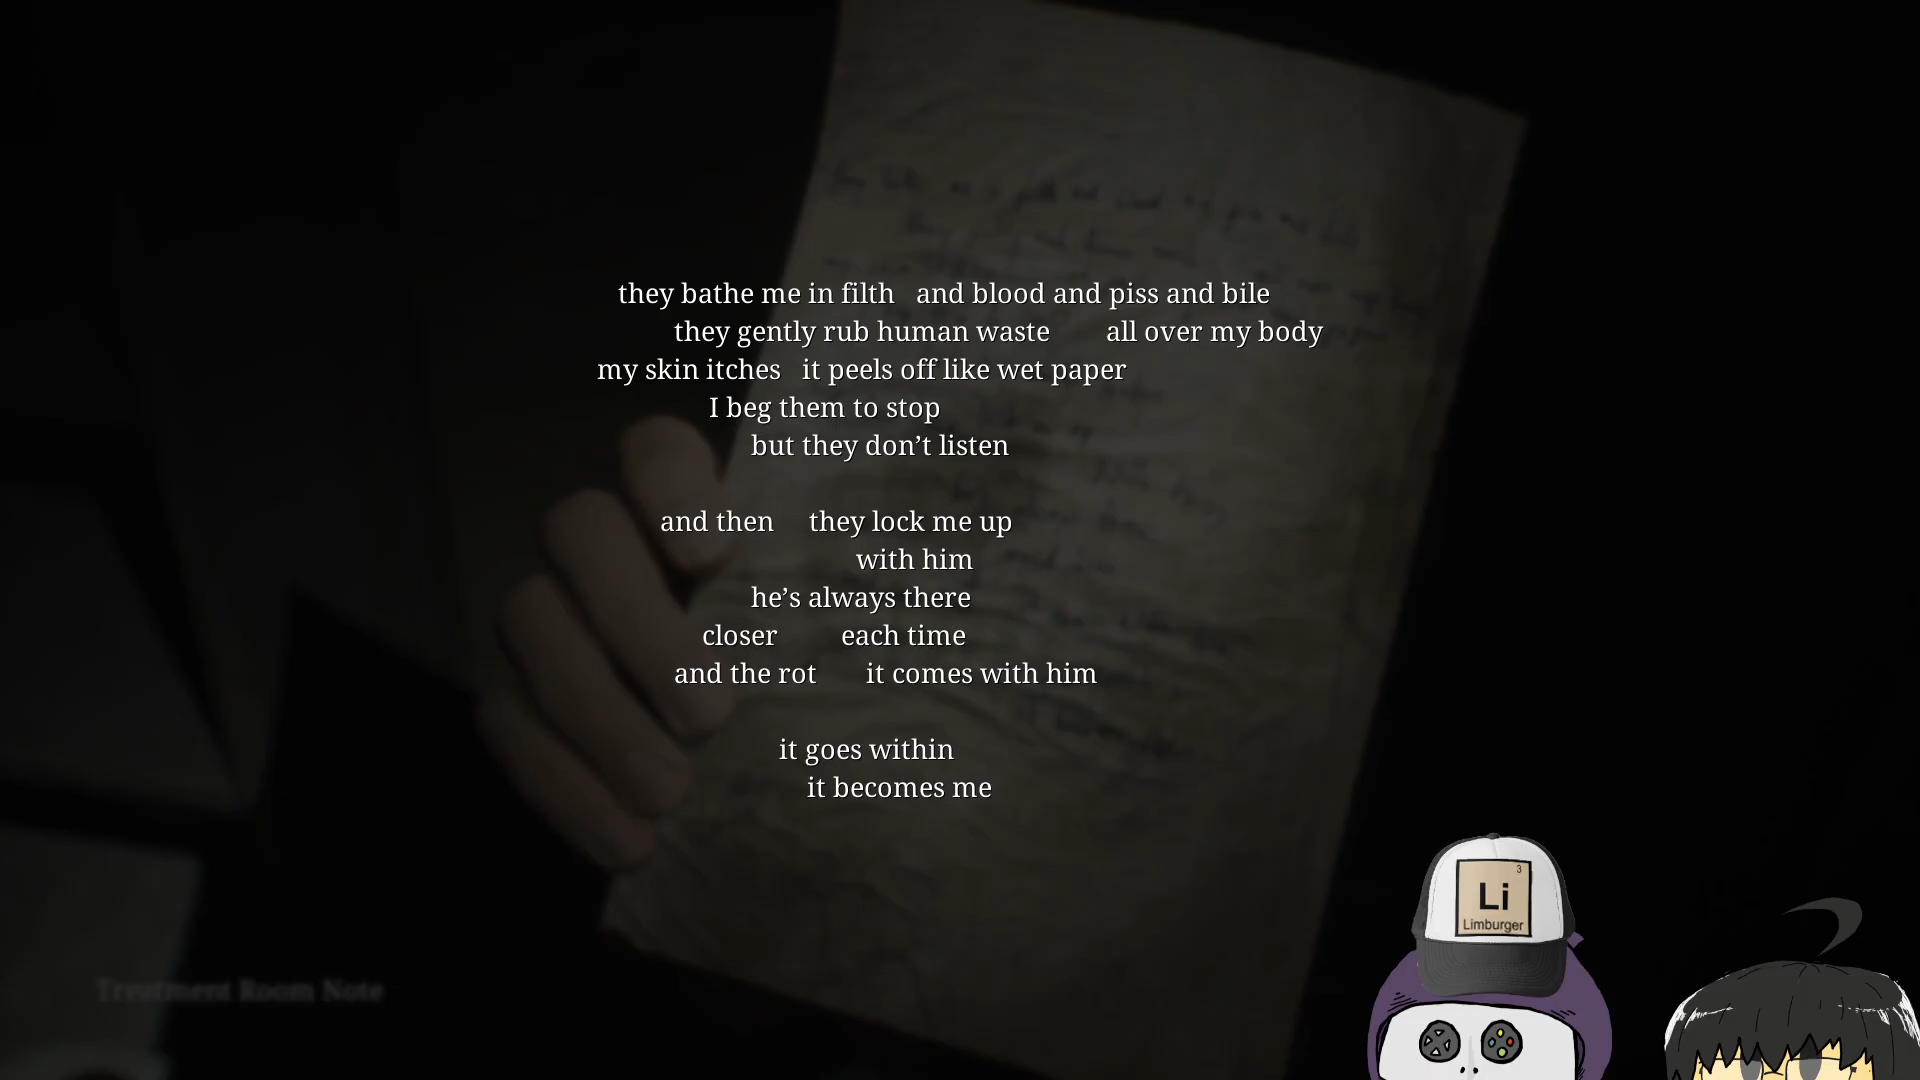 they bathe me in filth and blood and piss and bile
they gently rub human waste all over my body
my skin itches it peels off like wet paper
I beg them to stop
but they don’t listen
and then they lock me up
with him
he’s always there
closer each time
and the rot it comes with him
it goes within
it becomes me
3
Li
Limburger
Treatment Room Note